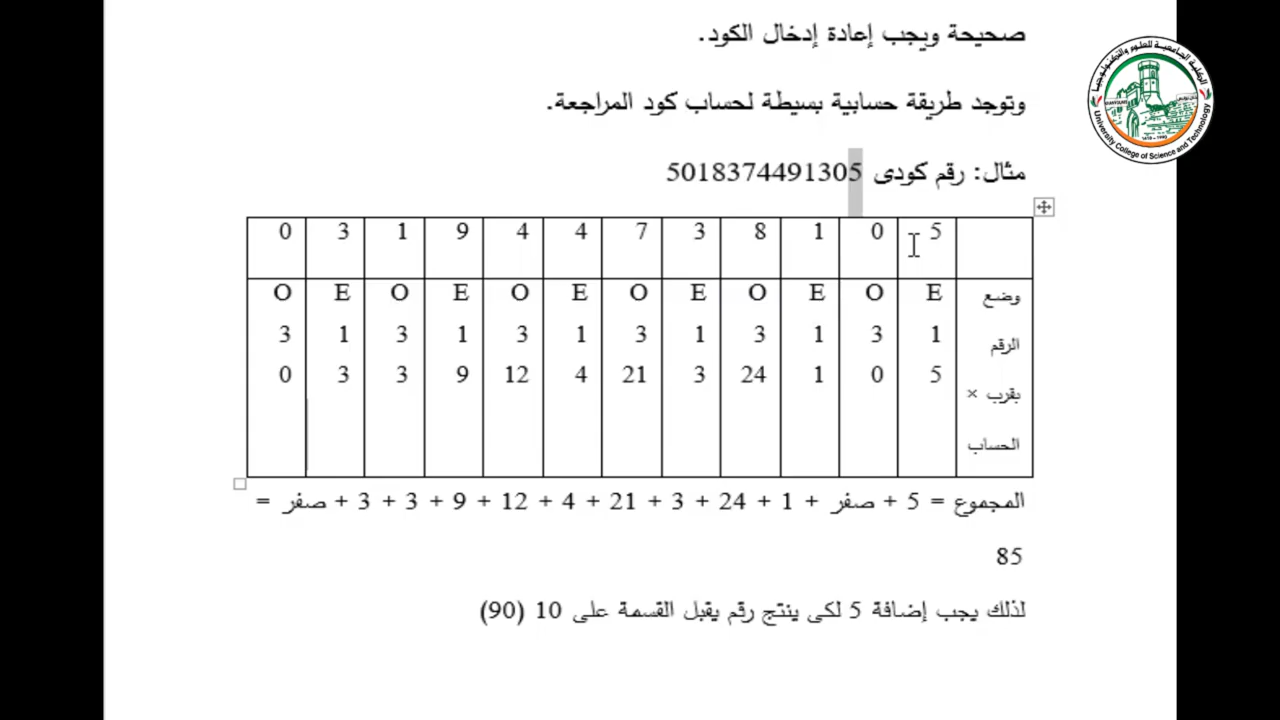 صحيحة ويجب إعادة إدخال الكود.
وتوجد طريقة حسابية بسيطة لحساب كود المراجعة.
مثال: رقم كودى 5018374491305
5 0 1 8 3 7 4 4 9 1 3 0
وضع E O E O E O E O E O E O
الرقم 1 3 1 3 1 3 1 3 1 3 1 3
بقرب × 5 0 1 24 3 21 4 12 9 3 3 0
الحساب
المجموع = 5 + صفر + 1 + 24 + 3 + 21 + 4 + 12 + 9 + 3 + 3 + صفر =
85
لذلك يجب إضافة 5 لكى ينتج رقم يقبل القسمة على 10 (90)
الكلية الجامعية للعلوم والتكنولوجيا
University College of Science and Technology